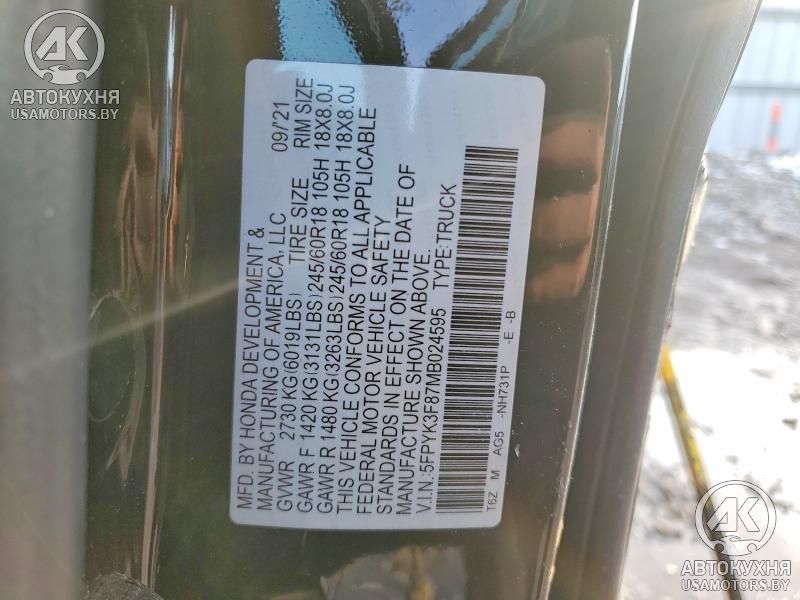 AK
АВТОКУХНЯ
USAMOTORS.BY
MFD. BY HONDA DEVELOPMENT &
MANUFACTURING OF AMERICA, LLC 09/'21
GVWR 2730 KG(6019LBS) TIRE SIZE RIM SIZE
GAWR F 1420 KG(3131LBS)245/60R18 105H 18X8.0J
GAWR R 1480 KG(3263LBS)245/60R18 105H 18X8.0J
THIS VEHICLE CONFORMS TO ALL APPLICABLE
FEDERAL MOTOR VEHICLE SAFETY
STANDARDS IN EFFECT ON THE DATE OF
MANUFACTURE SHOWN ABOVE.
V.I.N.:5FPYK3F87MB024595 TYPE:TRUCK
T6Z M AG5 -NH731P -E -B
AK
АВТОКУХНЯ
USAMOTORS.BY